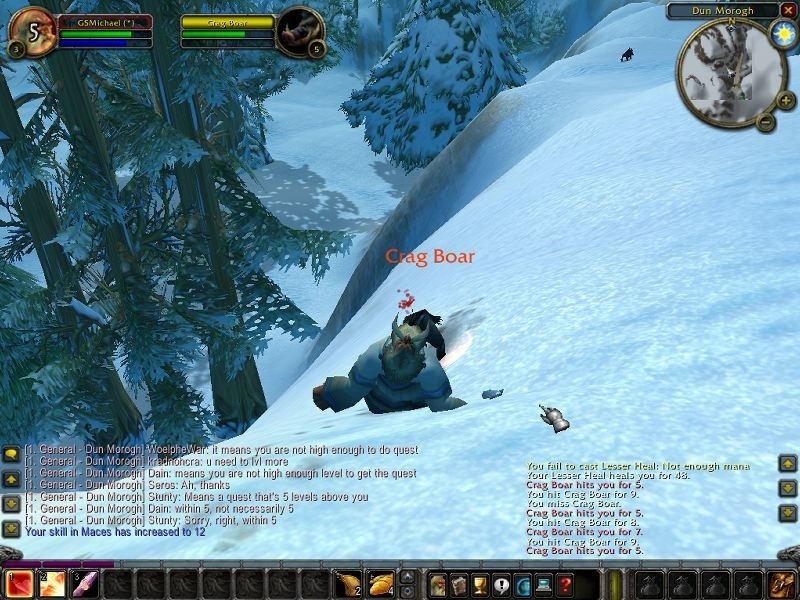 GSMichael (*)
5
3
Crag Boar
5
Dun Morogh
N
Crag Boar
[1. General - Dun Morogh] WoelpheWar: it means you are not high enough to do quest
[1. General - Dun Morogh] krednoncra: u need to lvl more
[1. General - Dun Morogh] Dain: means you are not high enough level to get the quest
[1. General - Dun Morogh] Seros: Ah, thanks
[1. General - Dun Morogh] Stunty: Means a quest that's 5 levels above you
[1. General - Dun Morogh] Dain: within 5, not necessarily 5
[1. General - Dun Morogh] Stunty: Sorry, right, within 5
Your skill in Maces has increased to 12
You fail to cast Lesser Heal: Not enough mana
Your Lesser Heal heals you for 48.
Crag Boar hits you for 5.
You hit Crag Boar for 9.
You miss Crag Boar.
Crag Boar hits you for 5.
You hit Crag Boar for 8.
Crag Boar hits you for 7.
You hit Crag Boar for 9.
Crag Boar hits you for 5.
1 2 3 2 4